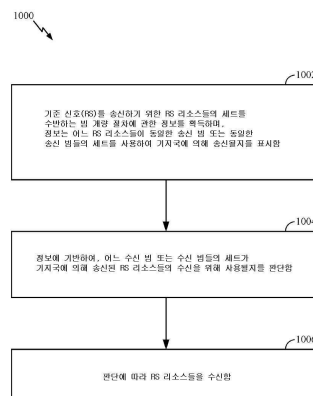 1000
1002
기준 신호(RS)를 송신하기 위한 RS 리소스들의 세트를
수반하는 빔 개량 절차에 관한 정보를 획득하며,
정보는 어느 RS 리소스들이 동일한 송신 빔 또는 동일한
송신 빔들의 세트를 사용하여 기지국에 의해 송신될지를 표시함
1004
정보에 기반하여, 어느 수신 빔 또는 수신 빔들의 세트가
기지국에 의해 송신된 RS 리소스들의 수신을 위해 사용될지를 판단함
1006
판단에 따라 RS 리소스들을 수신함